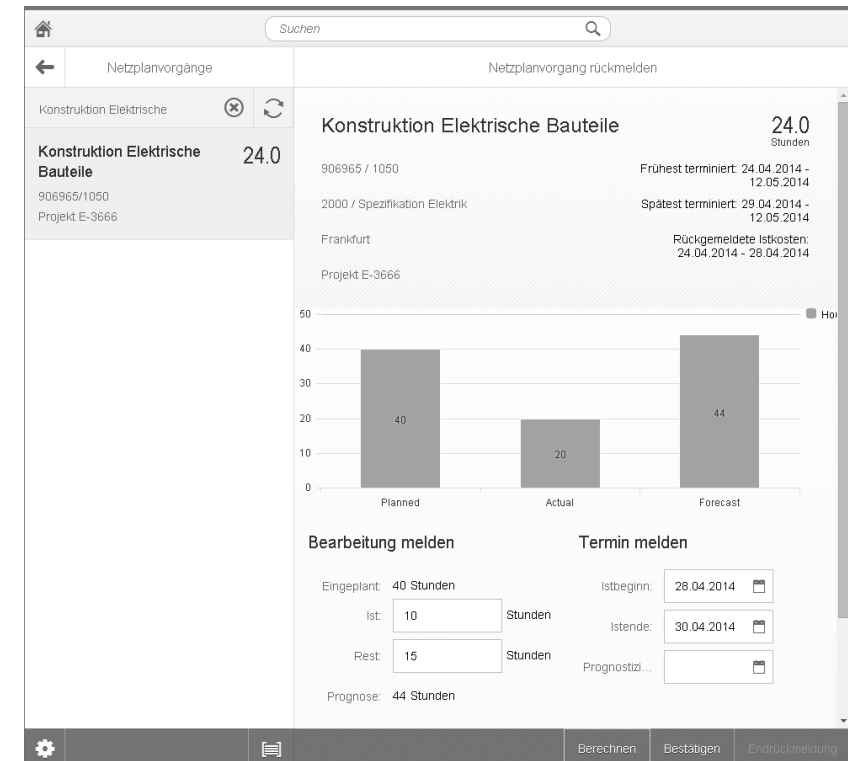 Suchen
Netzplanvorgänge
Netzplanvorgang rückmelden
Konstruktion Elektrische
Konstruktion Elektrische
Bauteile
24.0
906965/1050
Projekt E-3666
Konstruktion Elektrische Bauteile
24.0
Stunden
906965 / 1050
Frühest terminiert: 24.04.2014 -
12.05.2014
2000 / Spezifikation Elektrik
Spätest terminiert: 29.04.2014 -
12.05.2014
Frankfurt
Rückgemeldete Istkosten:
24.04.2014 - 28.04.2014
Projekt E-3666
50
40
30
20
10
0
40
20
44
Planned
Actual
Forecast
Bearbeitung melden
Termin melden
Eingeplant: 40 Stunden
Istbeginn: 28.04.2014
Ist: 10 Stunden
Istende: 30.04.2014
Rest: 15 Stunden
Prognostizi...
Prognose: 44 Stunden
Berechnen
Bestätigen
Endrückmeldung